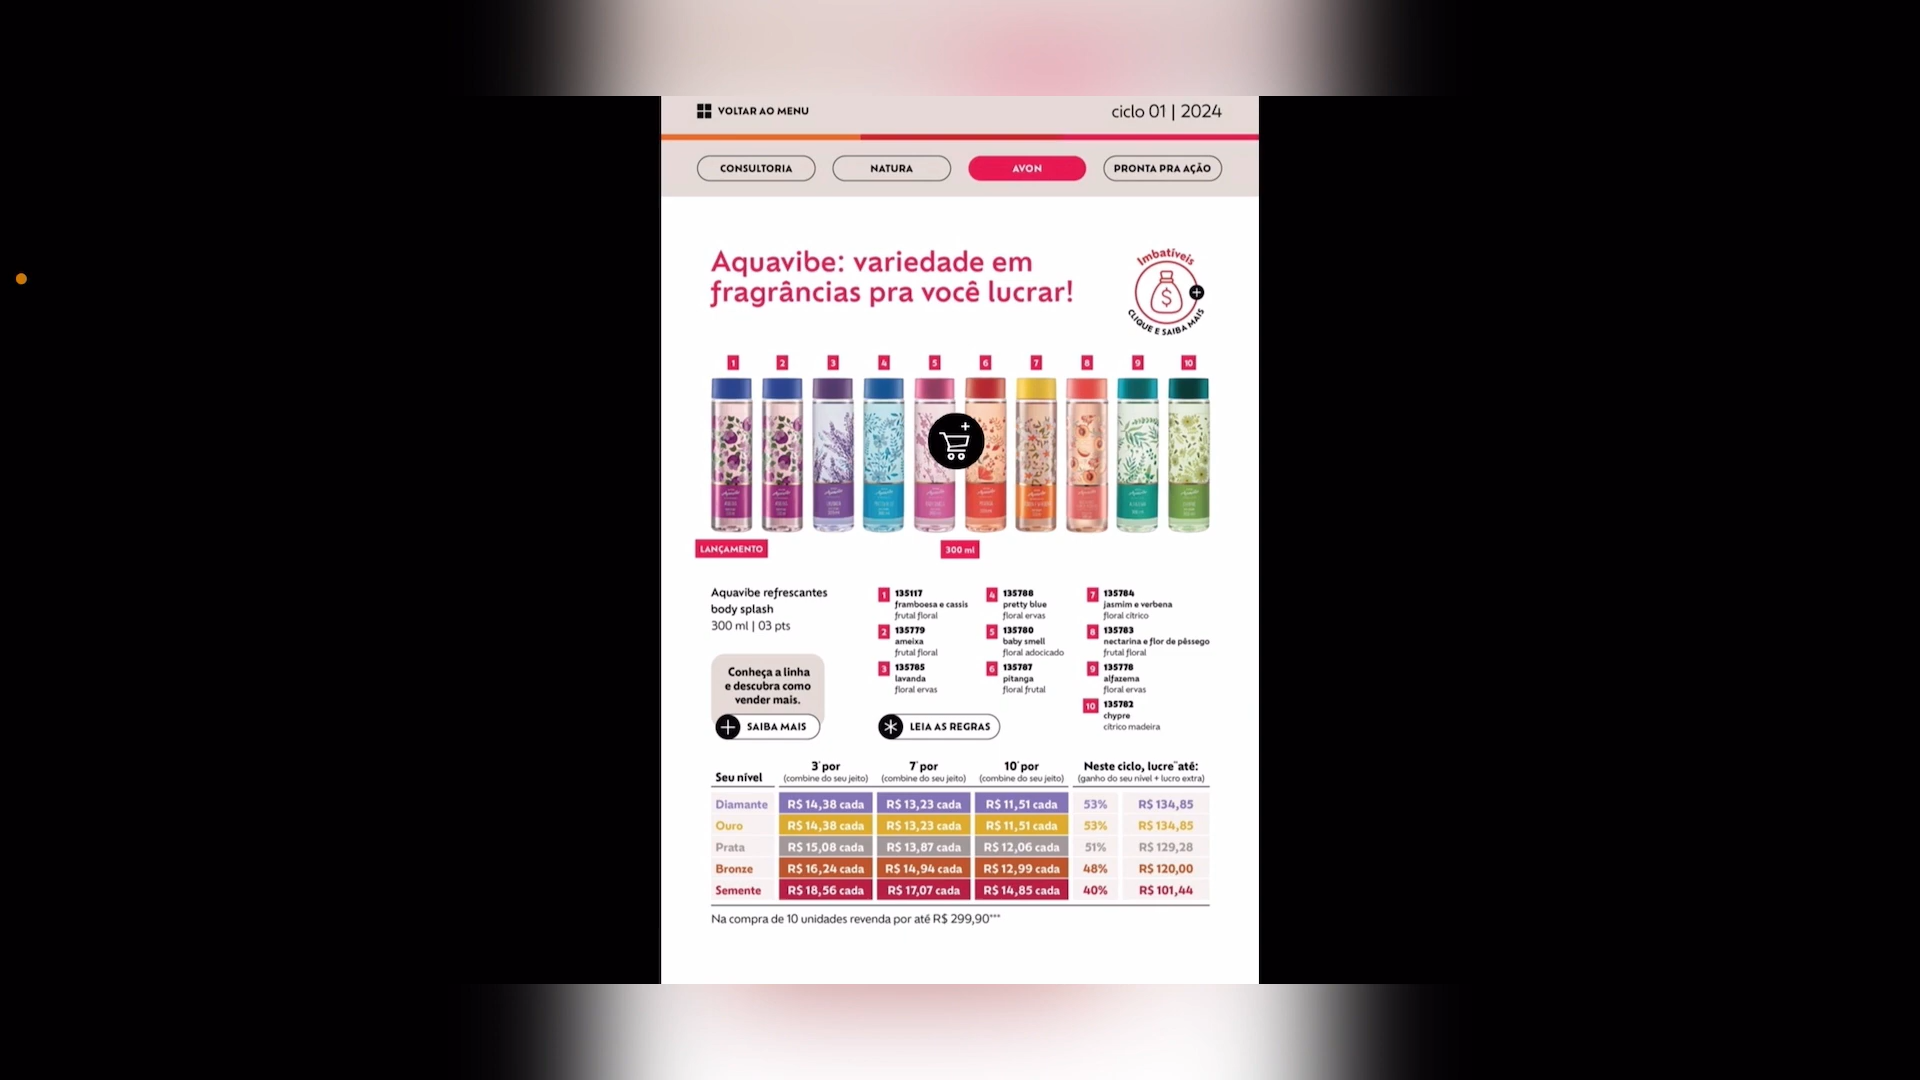 VOLTAR AO MENU
ciclo 01 | 2024
CONSULTORIA
NATURA
AVON
PRONTA PRA AÇÃO
Aquavibe: variedade em
fragrâncias pra você lucrar!
Imbatíveis
CLIQUE E SAIBA MAIS
1 2 3 4 5 6 7 8 9 10
LANÇAMENTO
300 ml
Aquavibe refrescantes
body splash
300 ml | 03 pts
Conheça a linha
e descubra como
vender mais.
SAIBA MAIS
1 135117
framboesa e cassis
frutal floral
2 135779
ameixa
frutal floral
3 135785
lavanda
floral ervas
4 135788
pretty blue
floral ervas
5 135780
baby smell
floral adocicado
6 135787
pitanga
floral frutal
7 135784
jasmim e verbena
floral cítrico
8 135783
nectarina e flor de pêssego
frutal floral
9 135778
alfazema
floral ervas
10 135782
chypre
cítrico madeira
LEIA AS REGRAS
Seu nível
3* por
(combine do seu jeito)
7* por
(combine do seu jeito)
10* por
(combine do seu jeito)
Neste ciclo, lucre** até:
(ganho do seu nível + lucro extra)
Diamante R$ 14,38 cada R$ 13,23 cada R$ 11,51 cada 53% R$ 134,85
Ouro R$ 14,38 cada R$ 13,23 cada R$ 11,51 cada 53% R$ 134,85
Prata R$ 15,08 cada R$ 13,87 cada R$ 12,06 cada 51% R$ 129,28
Bronze R$ 16,24 cada R$ 14,94 cada R$ 12,99 cada 48% R$ 120,00
Semente R$ 18,56 cada R$ 17,07 cada R$ 14,85 cada 40% R$ 101,44
Na compra de 10 unidades revenda por até R$ 299,90***